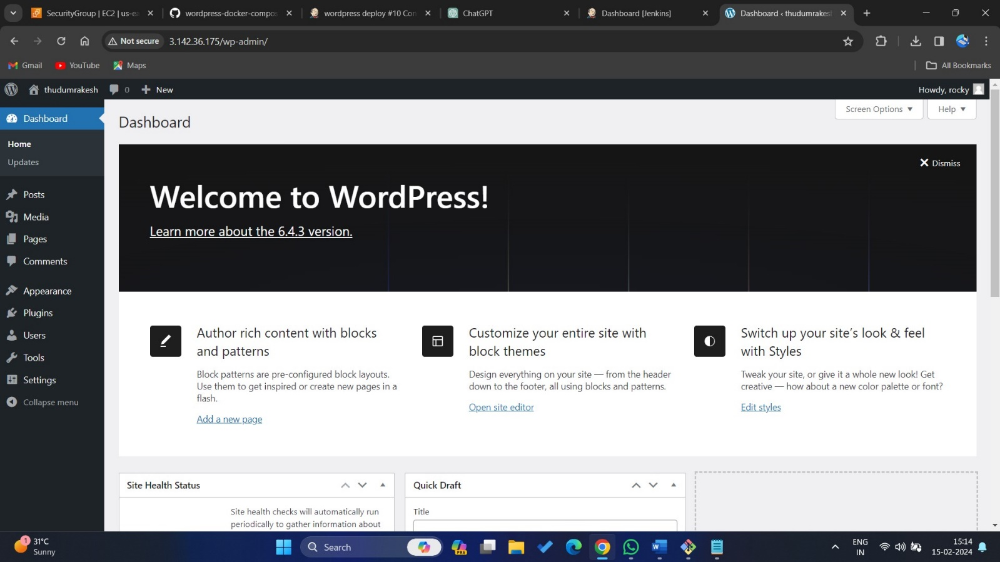 SecurityGroup | EC2 | us-ea
wordpress-docker-compos
wordpress deploy #10 Con
ChatGPT
Dashboard [Jenkins]
Dashboard ‹ thudumrakesh
Not secure
3.142.36.175/wp-admin/
Gmail
YouTube
Maps
All Bookmarks
thudumrakesh
0
New
Howdy, rocky
Dashboard
Home
Updates
Posts
Media
Pages
Comments
Appearance
Plugins
Users
Tools
Settings
Collapse menu
Dashboard
Screen Options
Help
Dismiss
Welcome to WordPress!
Learn more about the 6.4.3 version.
Author rich content with blocks
and patterns
Block patterns are pre-configured block layouts.
Use them to get inspired or create new pages in a
flash.
Add a new page
Customize your entire site with
block themes
Design everything on your site — from the header
down to the footer, all using blocks and patterns.
Open site editor
Switch up your site’s look & feel
with Styles
Tweak your site, or give it a whole new look! Get
creative — how about a new color palette or font?
Edit styles
Site Health Status
Site health checks will automatically run
periodically to gather information about
Quick Draft
Title
1
31°C
Sunny
Search
PRE
ENG
IN
15:14
15-02-2024